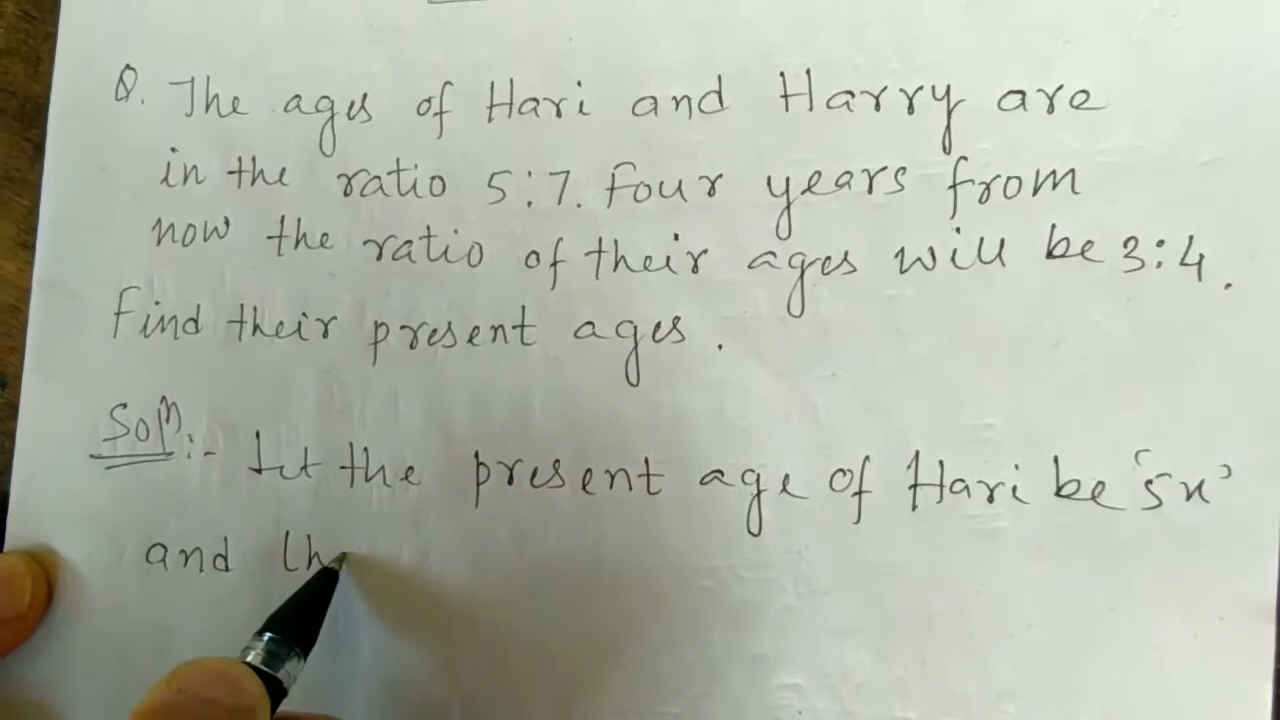 Q. The ages of Hari and Harry are
in the ratio 5:7. Four years from
now the ratio of their ages will be 3:4.
Find their present ages.
Solⁿ:- Let the present age of Hari be ‘5x’
and th